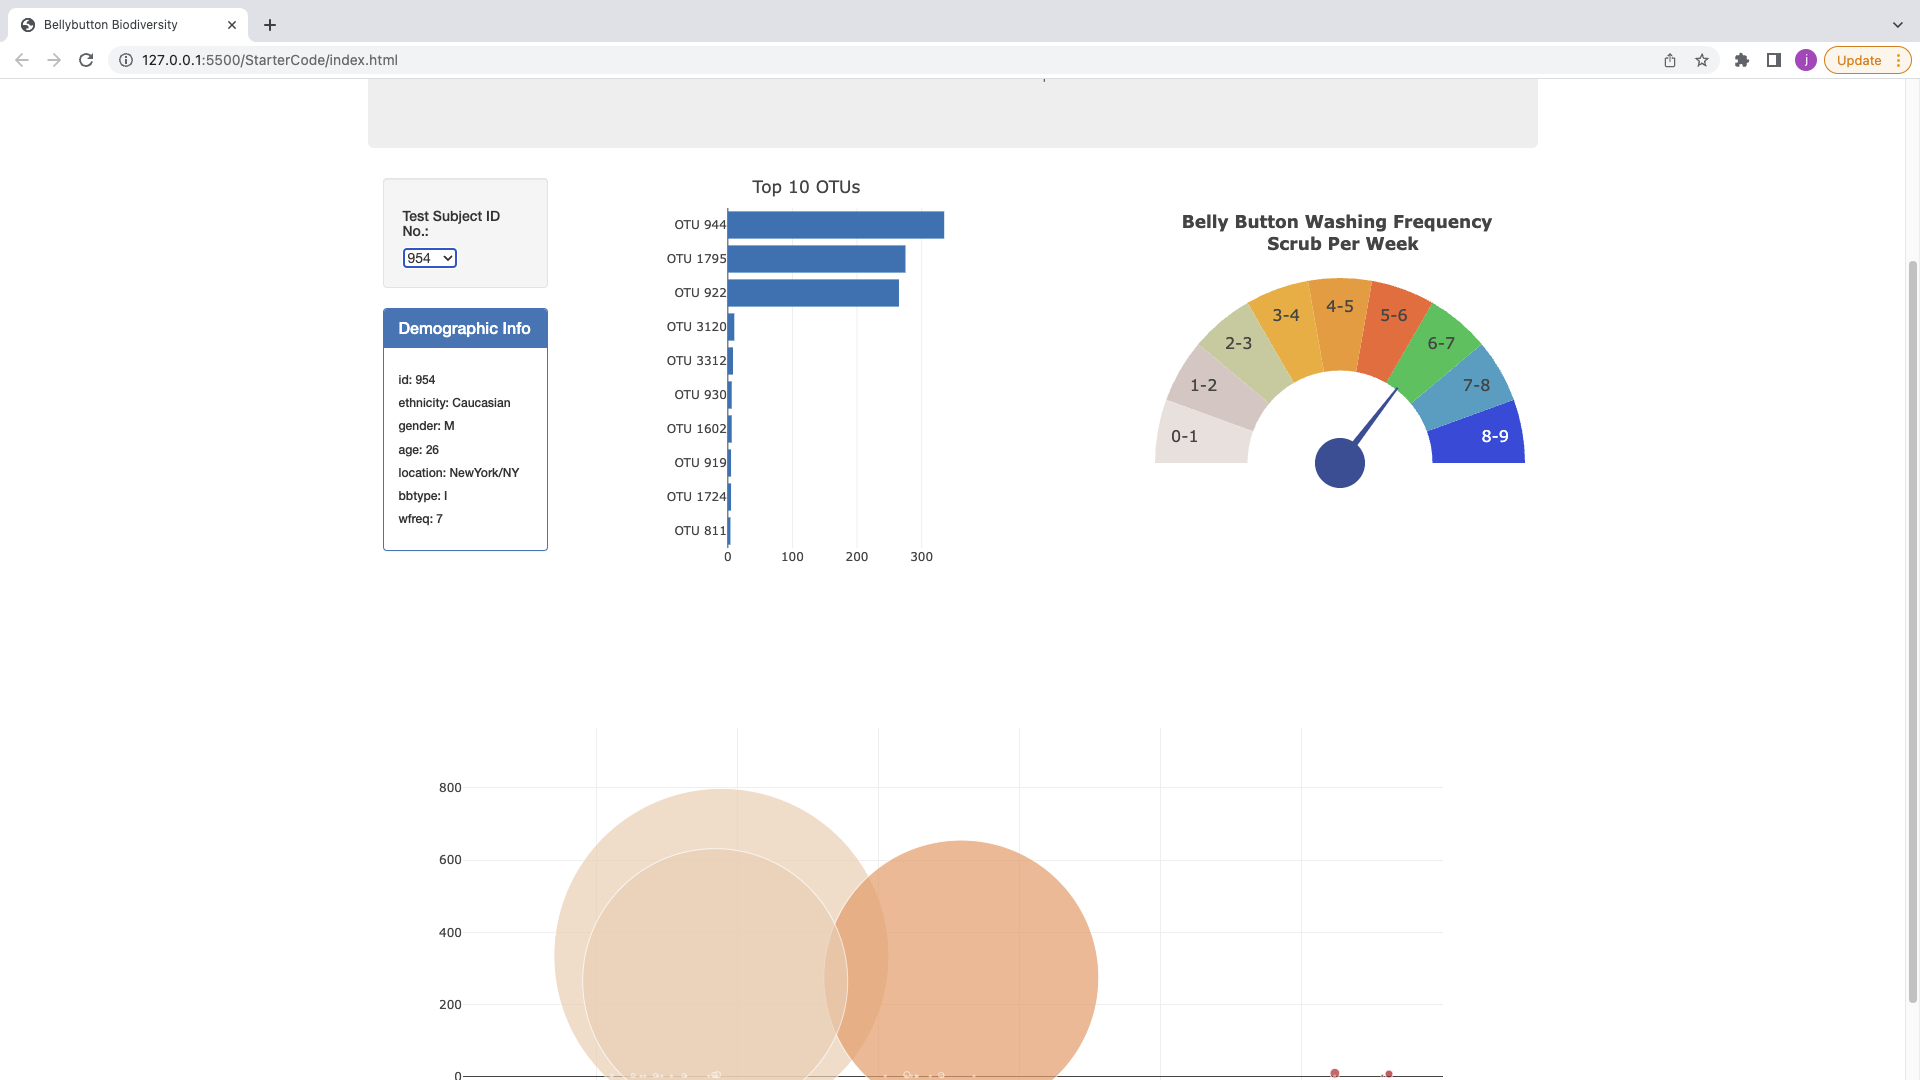 Bellybutton Biodiversity
127.0.0.1:5500/StarterCode/index.html
j
Update
Test Subject ID
No.:
954
Demographic Info
id: 954
ethnicity: Caucasian
gender: M
age: 26
location: NewYork/NY
bbtype: I
wfreq: 7
Top 10 OTUs
OTU 944
OTU 1795
OTU 922
OTU 3120
OTU 3312
OTU 930
OTU 1602
OTU 919
OTU 1724
OTU 811
0 100 200 300
Belly Button Washing Frequency
Scrub Per Week
0-1
1-2
2-3
3-4
4-5
5-6
6-7
7-8
8-9
800
600
400
200
0